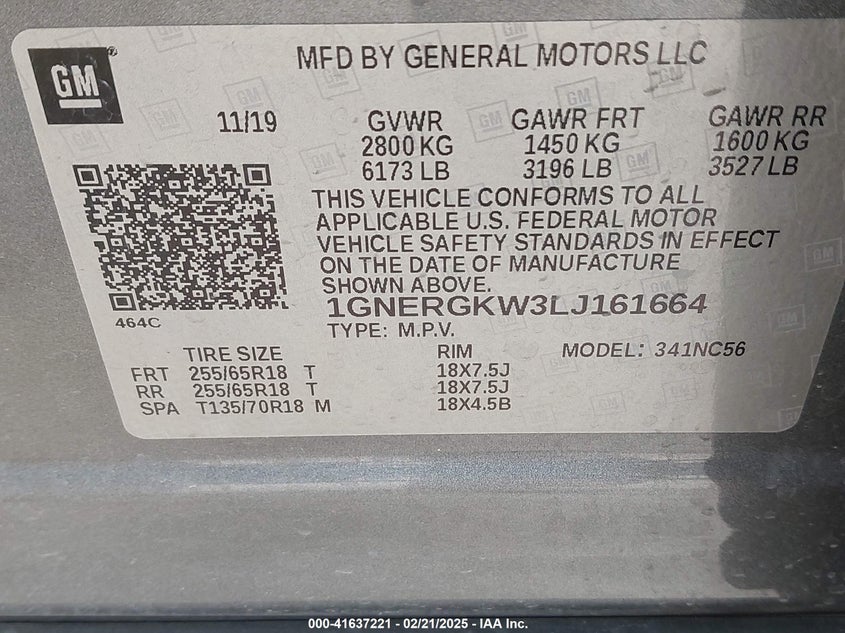 GM
MFD BY GENERAL MOTORS LLC
11/19
GVWR GAWR FRT GAWR RR
2800 KG 1450 KG 1600 KG
6173 LB 3196 LB 3527 LB
THIS VEHICLE CONFORMS TO ALL
APPLICABLE U.S. FEDERAL MOTOR
VEHICLE SAFETY STANDARDS IN EFFECT
ON THE DATE OF MANUFACTURE
SHOWN ABOVE.
1GNERGKW3LJ161664
464C
TYPE: M.P.V.
TIRE SIZE RIM MODEL: 341NC56
FRT 255/65R18 T 18X7.5J
RR 255/65R18 T 18X7.5J
SPA T135/70R18 M 18X4.5B
000-41637221 - 02/21/2025 - IAA Inc.